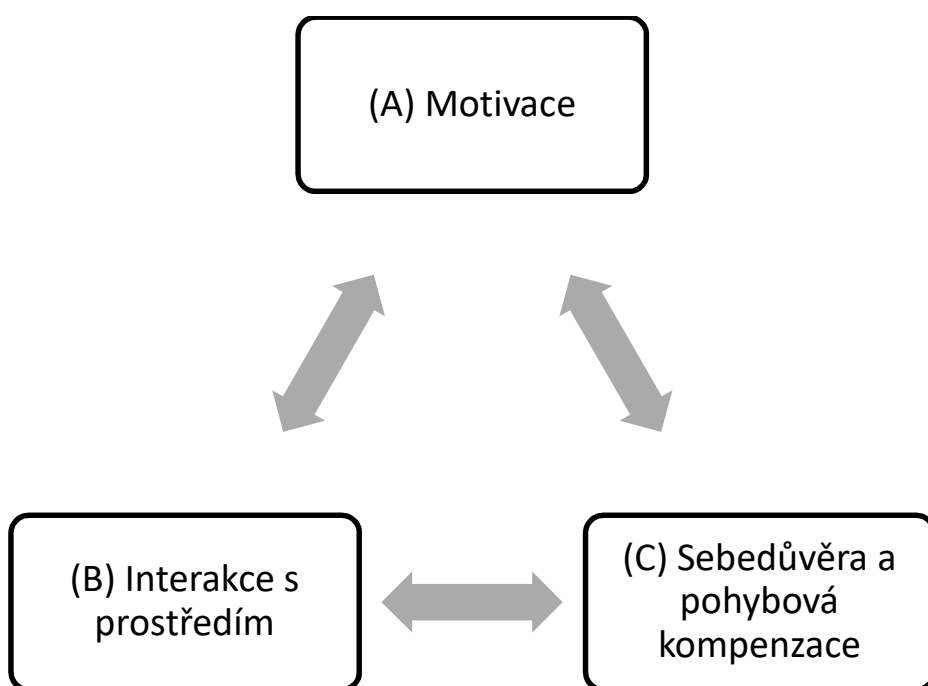 (A) Motivace
(B) Interakce s
prostředím
(C) Sebedůvěra a
pohybová
kompenzace